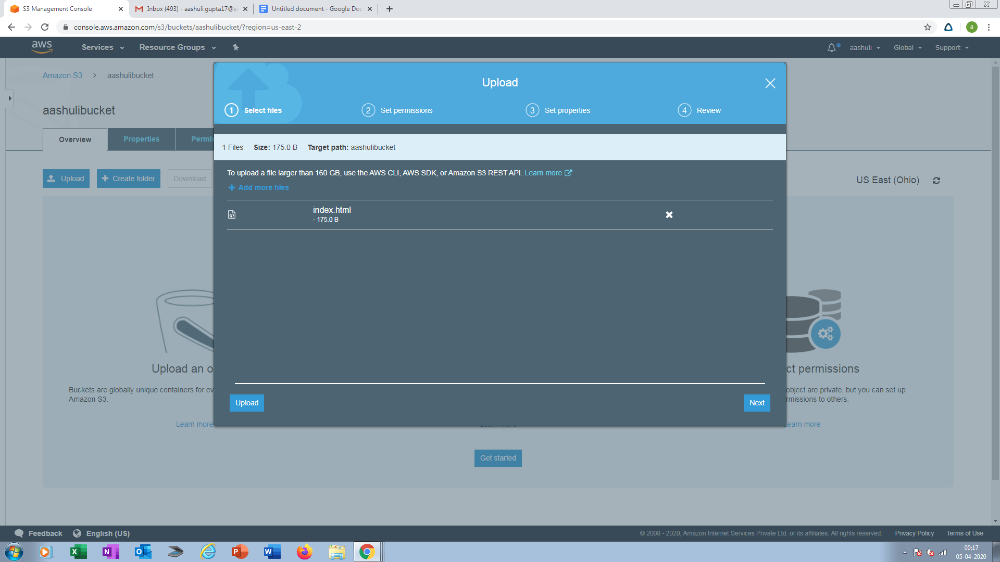 S3 Management Console
Inbox (493) - aashuli.gupta17@si
Untitled document - Google Doc
console.aws.amazon.com/s3/buckets/aashulibucket/?region=us-east-2
a
aws
Services
Resource Groups
aashuli
Global
Support
Amazon S3
aashulibucket
aashulibucket
Overview
Properties
Permis
Upload
Create folder
Download
US East (Ohio)
Upload
1 Select files
2 Set permissions
3 Set properties
4 Review
1 Files Size: 175.0 B Target path: aashulibucket
To upload a file larger than 160 GB, use the AWS CLI, AWS SDK, or Amazon S3 REST API. Learn more
Add more files
index.html
- 175.0 B
Upload
Next
Upload an o
Buckets are globally unique containers for ev
Amazon S3.
Learn more
ct permissions
object are private, but you can set up
rmissions to others.
earn more
Get started
Feedback
English (US)
© 2008 - 2020, Amazon Internet Services Private Ltd. or its affiliates. All rights reserved.
Privacy Policy
Terms of Use
00:17
05-04-2020